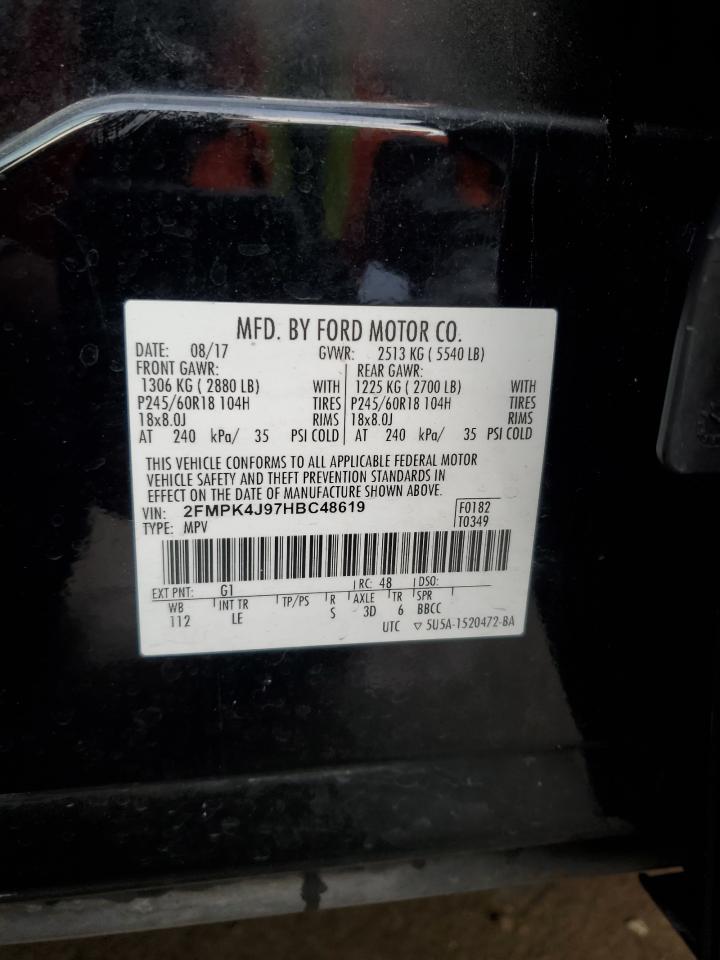 MFD. BY FORD MOTOR CO.
DATE: 08/17 GVWR: 2513 KG ( 5540 LB)
FRONT GAWR: REAR GAWR:
1306 KG ( 2880 LB) WITH 1225 KG ( 2700 LB) WITH
P245/60R18 104H TIRES P245/60R18 104H TIRES
18x8.0J RIMS 18x8.0J RIMS
AT 240 kPa/ 35 PSI COLD AT 240 kPa/ 35 PSI COLD
THIS VEHICLE CONFORMS TO ALL APPLICABLE FEDERAL MOTOR
VEHICLE SAFETY AND THEFT PREVENTION STANDARDS IN
EFFECT ON THE DATE OF MANUFACTURE SHOWN ABOVE.
VIN: 2FMPK4J97HBC48619 F0182
TYPE: MPV T0349
EXT PNT: G1 RC: 48 DSO:
WB INT TR TP/PS R AXLE TR SPR
112 LE S 3D 6 BBCC
UTC ▽ 5U5A-1520472-BA